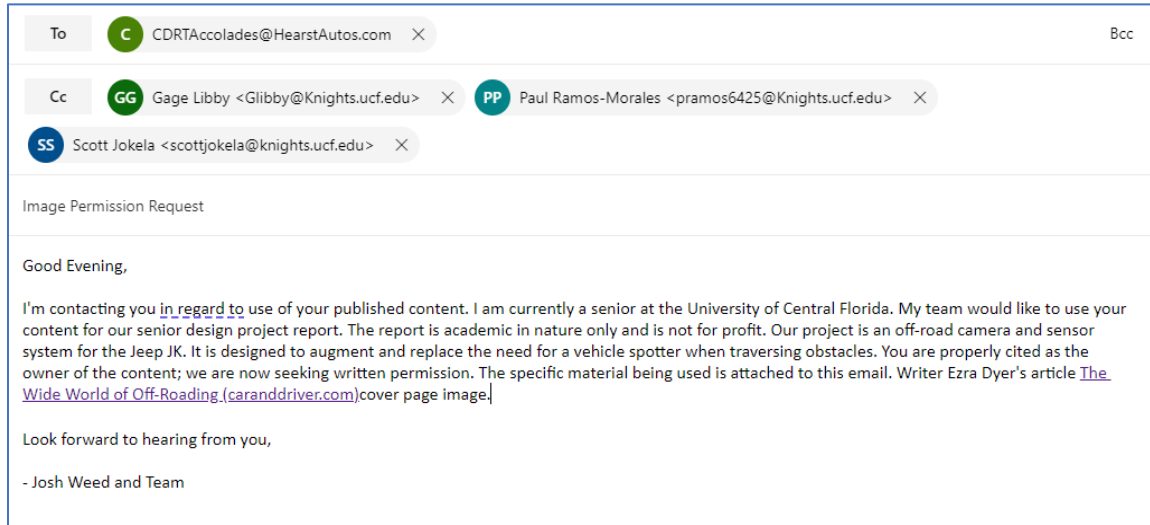 To C CDRTAccolades@HearstAutos.com Bcc
Cc GG Gage Libby <Glibby@Knights.ucf.edu> PP Paul Ramos-Morales <pramos6425@Knights.ucf.edu>
SS Scott Jokela <scottjokela@knights.ucf.edu>
Image Permission Request
Good Evening,
I'm contacting you in regard to use of your published content. I am currently a senior at the University of Central Florida. My team would like to use your
content for our senior design project report. The report is academic in nature only and is not for profit. Our project is an off-road camera and sensor
system for the Jeep JK. It is designed to augment and replace the need for a vehicle spotter when traversing obstacles. You are properly cited as the
owner of the content; we are now seeking written permission. The specific material being used is attached to this email. Writer Ezra Dyer's article The
Wide World of Off-Roading (caranddriver.com)cover page image.
Look forward to hearing from you,
- Josh Weed and Team